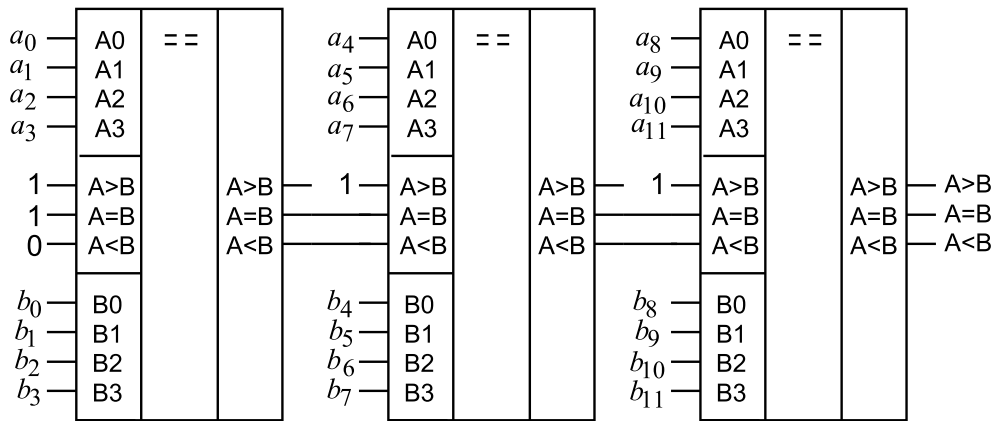 a0 A0 == a4 A0 == a8 A0 ==
a1 A1 a5 A1 a9 A1
a2 A2 a6 A2 a10 A2
a3 A3 a7 A3 a11 A3
1 A>B A>B 1 A>B A>B 1 A>B A>B A>B
1 A=B A=B A=B A=B A=B A=B A=B
0 A<B A<B A<B A<B A<B A<B A<B
b0 B0 b4 B0 b8 B0
b1 B1 b5 B1 b9 B1
b2 B2 b6 B2 b10 B2
b3 B3 b7 B3 b11 B3